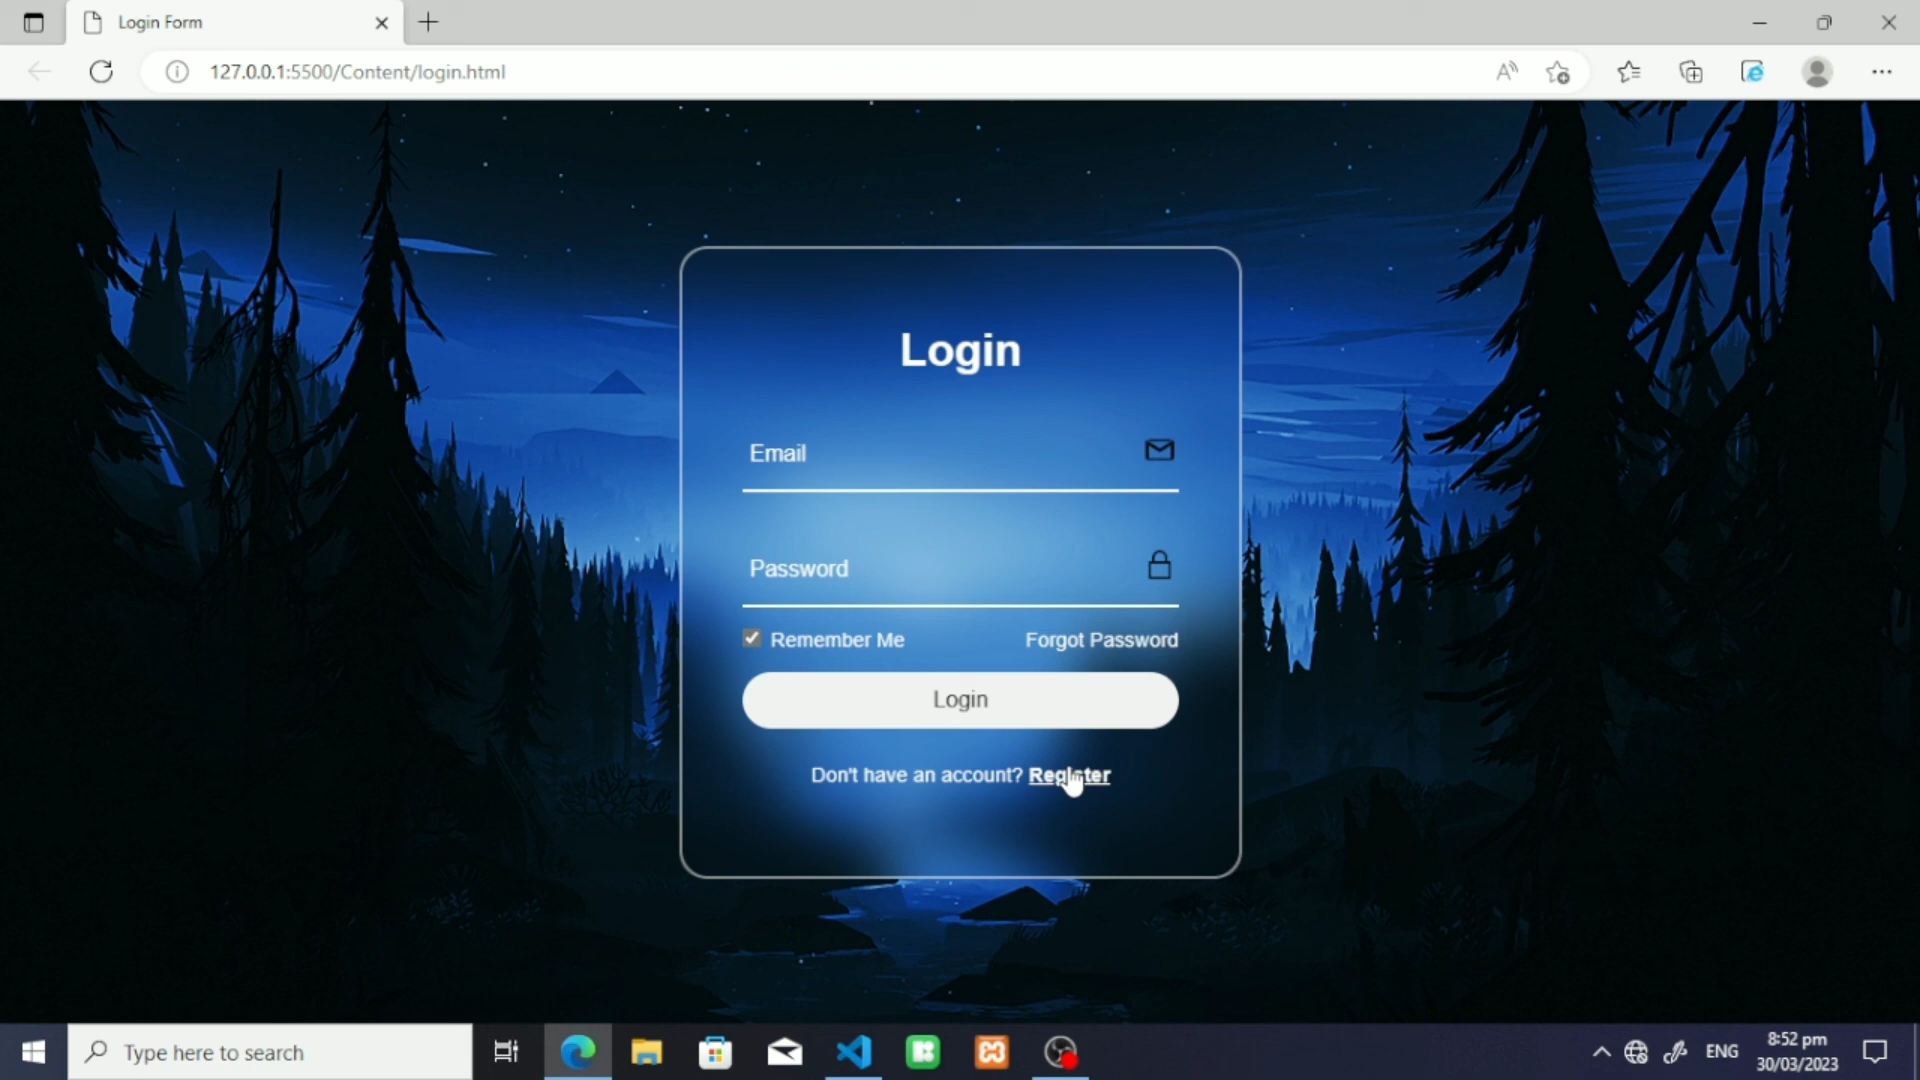 Login Form
127.0.0.1:5500/Content/login.html
Login
Email
Password
Remember Me
Forgot Password
Login
Don't have an account? Register
Type here to search
ENG
8:52 pm
30/03/2023